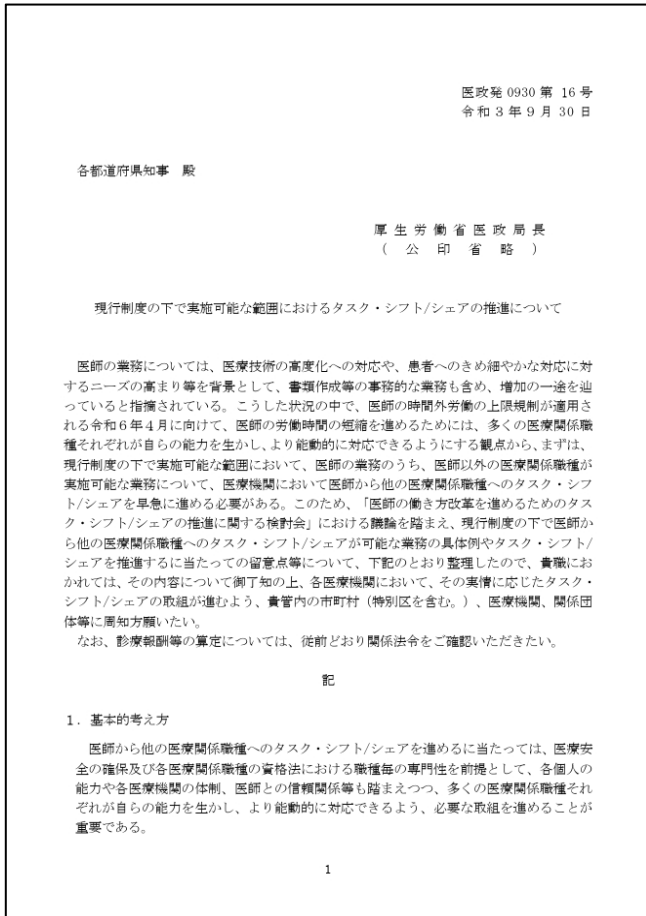 医政発 0930 第 16 号
令和3年9月30日
各都道府県知事 殿
厚生労働省医政局長
(公印省略)
現行制度の下で実施可能な範囲におけるタスク・シフト/シェアの推進について
医師の業務については、医療技術の高度化への対応や、患者へのきめ細やかな対応に対
するニーズの高まり等を背景として、書類作成等の事務的な業務も含め、増加の一途を辿
っていると指摘されている。こうした状況の中で、医師の時間外労働の上限規制が適用さ
れる令和6年4月に向けて、医師の労働時間の短縮を進めるためには、多くの医療関係職
種それぞれが自らの能力を生かし、より能動的に対応できるようにする観点から、まずは、
現行制度の下で実施可能な範囲において、医師の業務のうち、医師以外の医療関係職種が
実施可能な業務について、医療機関において医師から他の医療関係職種へのタスク・シフ
ト/シェアを早急に進める必要がある。このため、「医師の働き方改革を進めるためのタス
ク・シフト/シェアの推進に関する検討会」における議論を踏まえ、現行制度の下で医師か
ら他の医療関係職種へのタスク・シフト/シェアが可能な業務の具体例やタスク・シフト/
シェアを推進するに当たっての留意点等について、下記のとおり整理したので、貴職にお
かれては、その内容について御了知の上、各医療機関において、その実情に応じたタスク・
シフト/シェアの取組が進むよう、貴管内の市町村(特別区を含む。)、医療機関、関係団
体等に周知方願いたい。
なお、診療報酬等の算定については、従前どおり関係法令をご確認いただきたい。
記
1.基本的考え方
医師から他の医療関係職種へのタスク・シフト/シェアを進めるに当たっては、医療安
全の確保及び各医療関係職種の資格法における職種毎の専門性を前提として、各個人の
能力や各医療機関の体制、医師との信頼関係等も踏まえつつ、多くの医療関係職種それ
ぞれが自らの能力を生かし、より能動的に対応できるよう、必要な取組を進めることが
重要である。
1